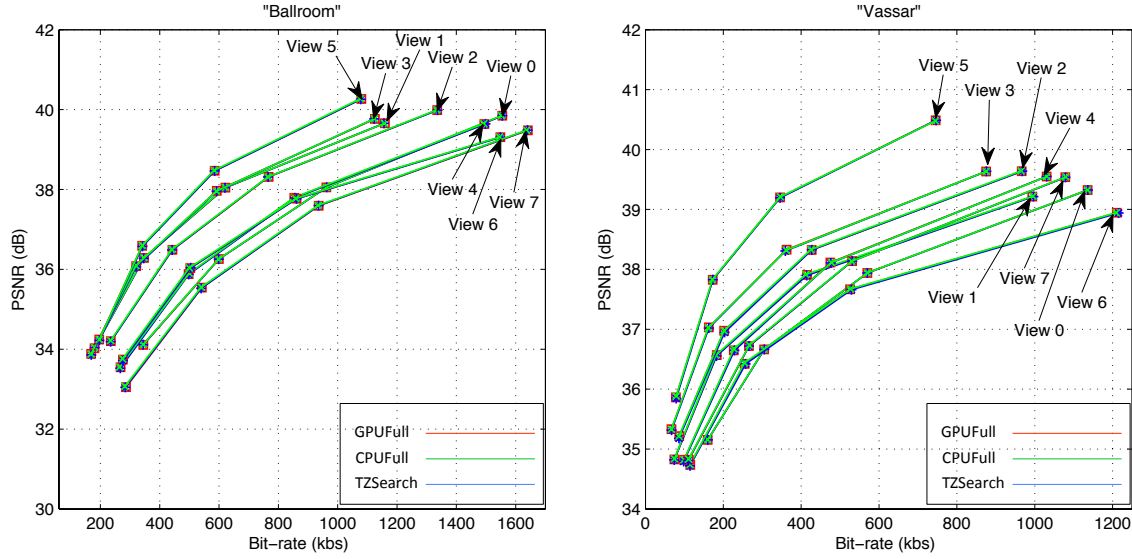 "Ballroom"
42
40
38
36
34
32
30
PSNR (dB)
200 400 600 800 1000 1200 1400 1600
Bit−rate (kbs)
View 5
View 3
View 1
View 2
View 0
View 4
View 6
View 7
GPUFull
CPUFull
TZSearch
"Vassar"
42
41
40
39
38
37
36
35
34
PSNR (dB)
0 200 400 600 800 1000 1200
Bit−rate (kbs)
View 5
View 3
View 2
View 4
View 1
View 7
View 0
View 6
GPUFull
CPUFull
TZSearch